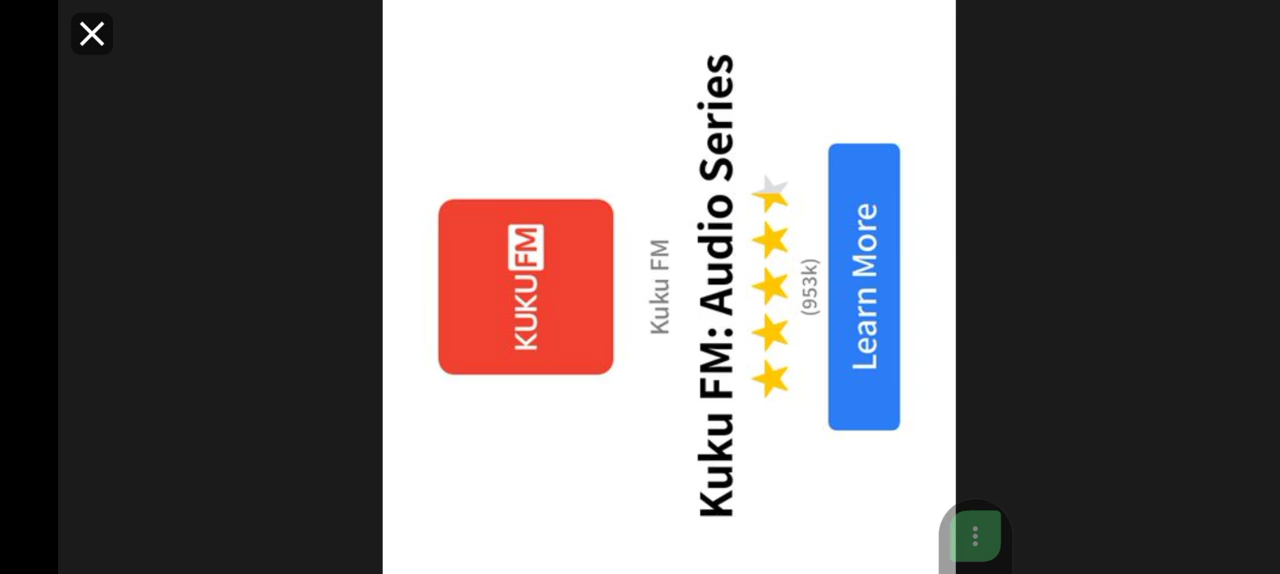 KUKU FM
Kuku FM
Kuku FM: Audio Series
(953k)
Learn More